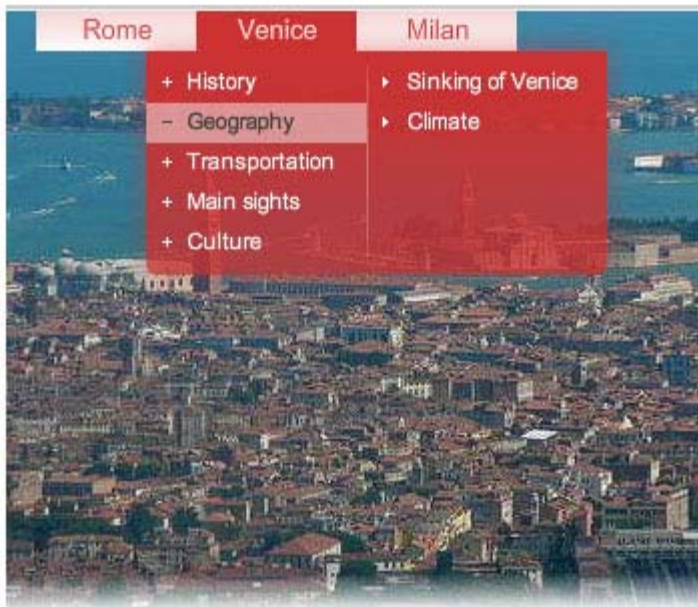 Rome Venice Milan
+ History
− Geography
+ Transportation
+ Main sights
+ Culture
Sinking of Venice
Climate